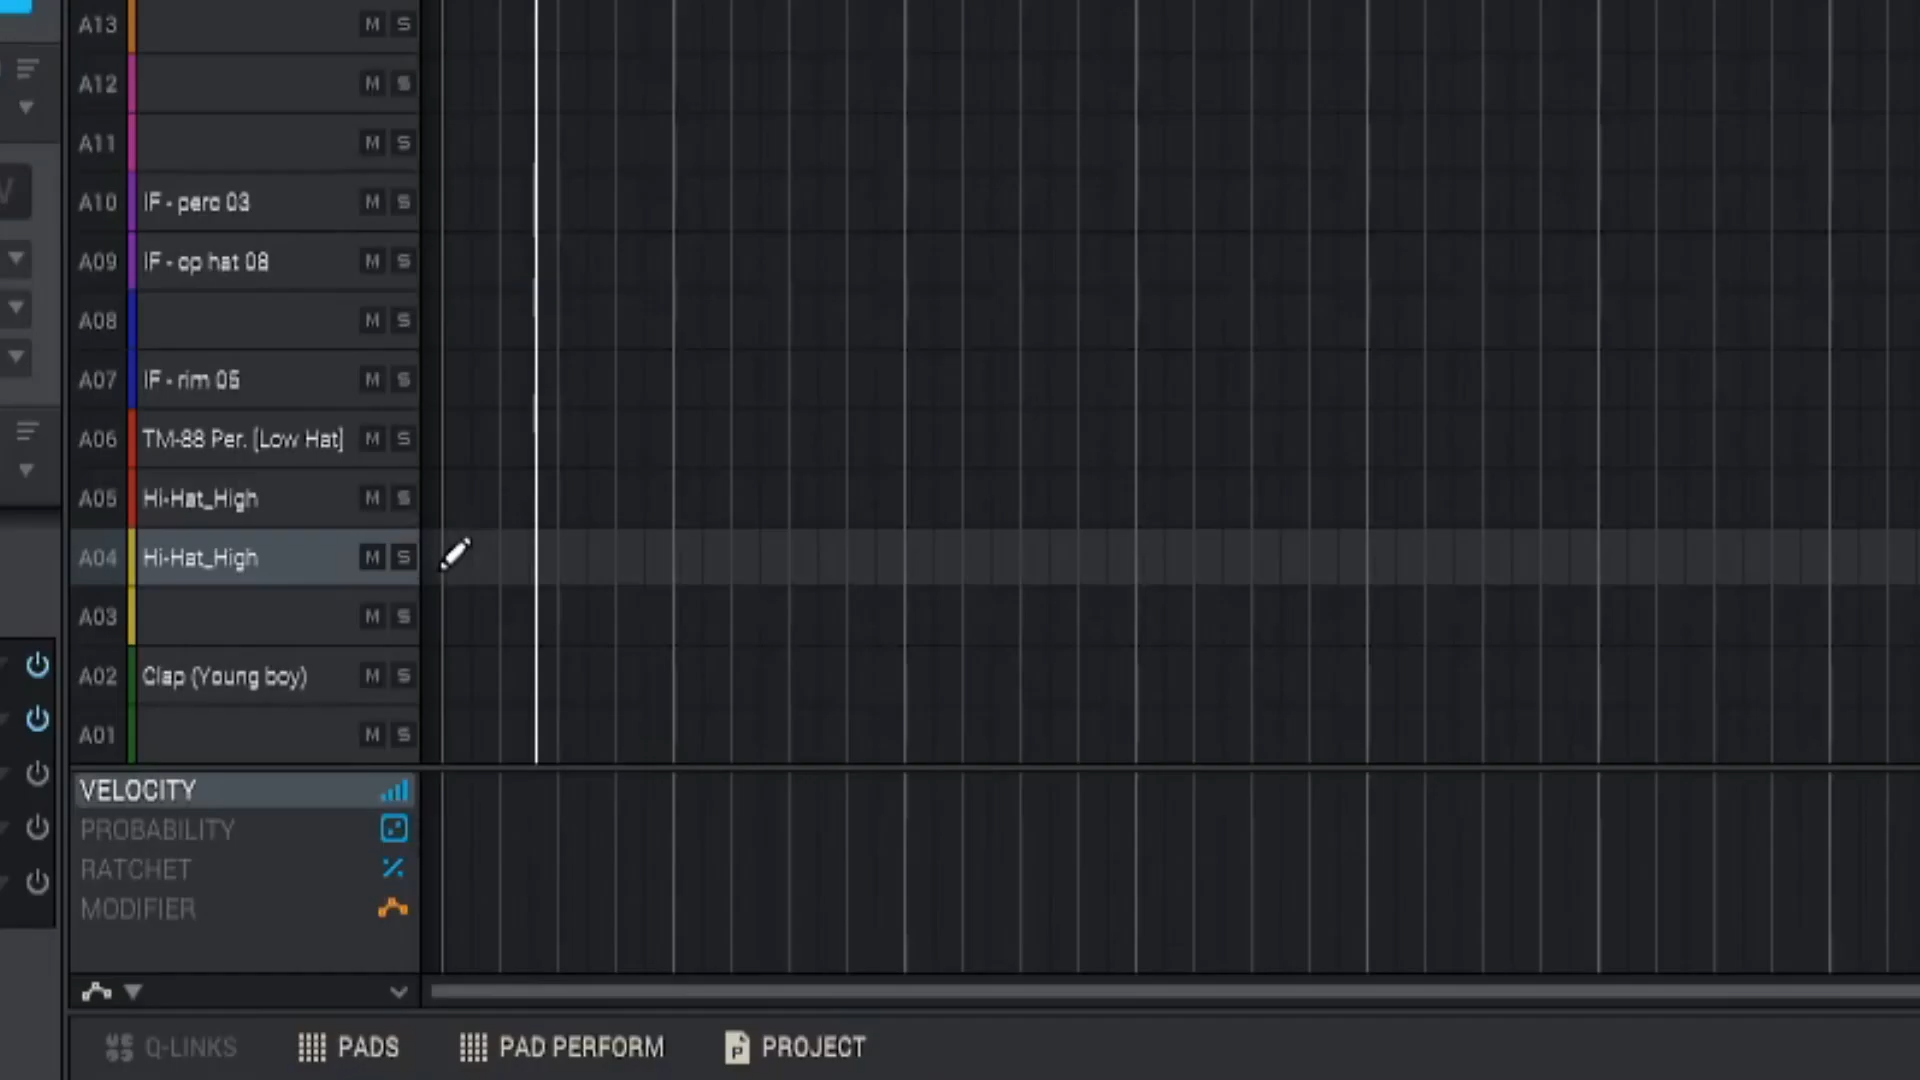 A13 M S
A12 M S
A11 M S
A10 IF - perc 03 M S
A09 IF - op hat 08 M S
A08 M S
A07 IF - rim 05 M S
A06 TM-88 Per. [Low Hat] M S
A05 Hi-Hat_High M S
A04 Hi-Hat_High M S
A03 M S
A02 Clap (Young boy) M S
A01 M S
VELOCITY
PROBABILITY
RATCHET
MODIFIER
Q-LINKS PADS PAD PERFORM P PROJECT